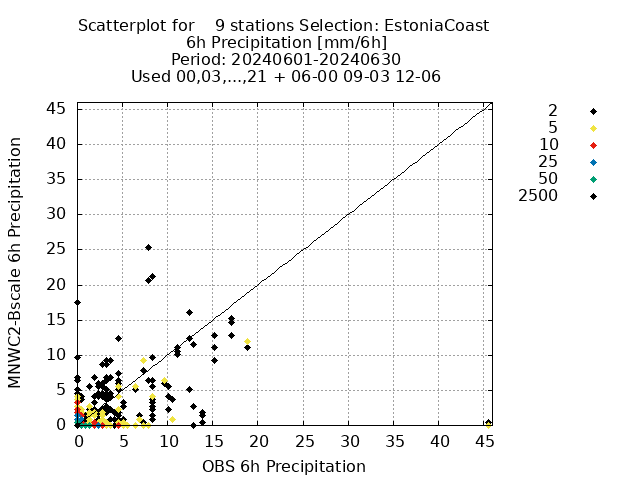 Scatterplot for    9 stations Selection: EstoniaCoast
6h Precipitation [mm/6h]
Period: 20240601-20240630
Used 00,03,...,21 + 06-00 09-03 12-06
MNWC2-Bscale 6h Precipitation
45
40
35
30
25
20
15
10
5
0
0 5 10 15 20 25 30 35 40 45
OBS 6h Precipitation
2
5
10
25
50
2500